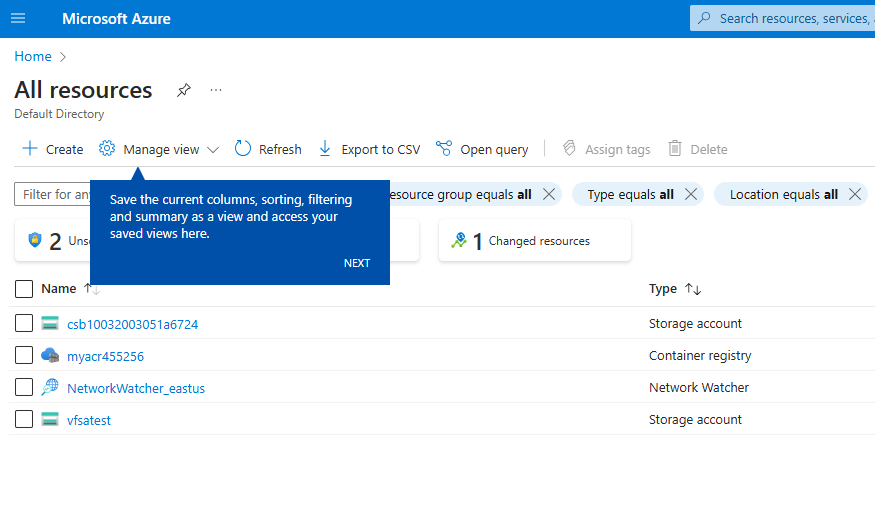 Microsoft Azure
Search resources, services,
Home
All resources
Default Directory
Create
Manage view
Refresh
Export to CSV
Open query
Assign tags
Delete
Filter for
esource group equals all
Type equals all
Location equals all
Save the current columns, sorting, filtering
and summary as a view and access your
saved views here.
NEXT
2
1 Changed resources
Name
Type
csb10032003051a6724
Storage account
myacr455256
Container registry
NetworkWatcher_eastus
Network Watcher
vfsatest
Storage account